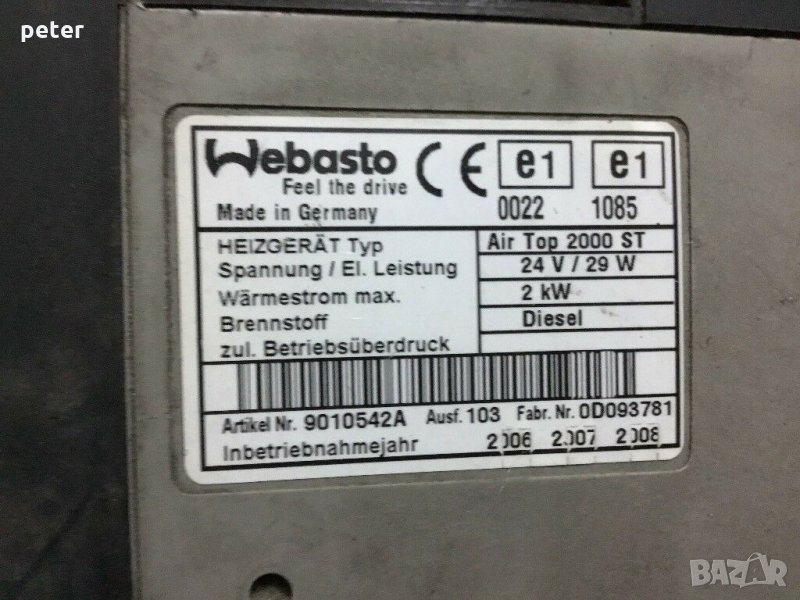 peter
Webasto
Feel the drive
Made in Germany
CE e1 e1
0022 1085
HEIZGERÄT Typ Air Top 2000 ST
Spannung / El. Leistung 24 V / 29 W
Wärmestrom max. 2 kW
Brennstoff Diesel
zul. Betriebsüberdruck
Artikel Nr. 9010542A Ausf. 103 Fabr. Nr. 0D093781
Inbetriebnahmejahr 2006 2007 2008
BAZAR